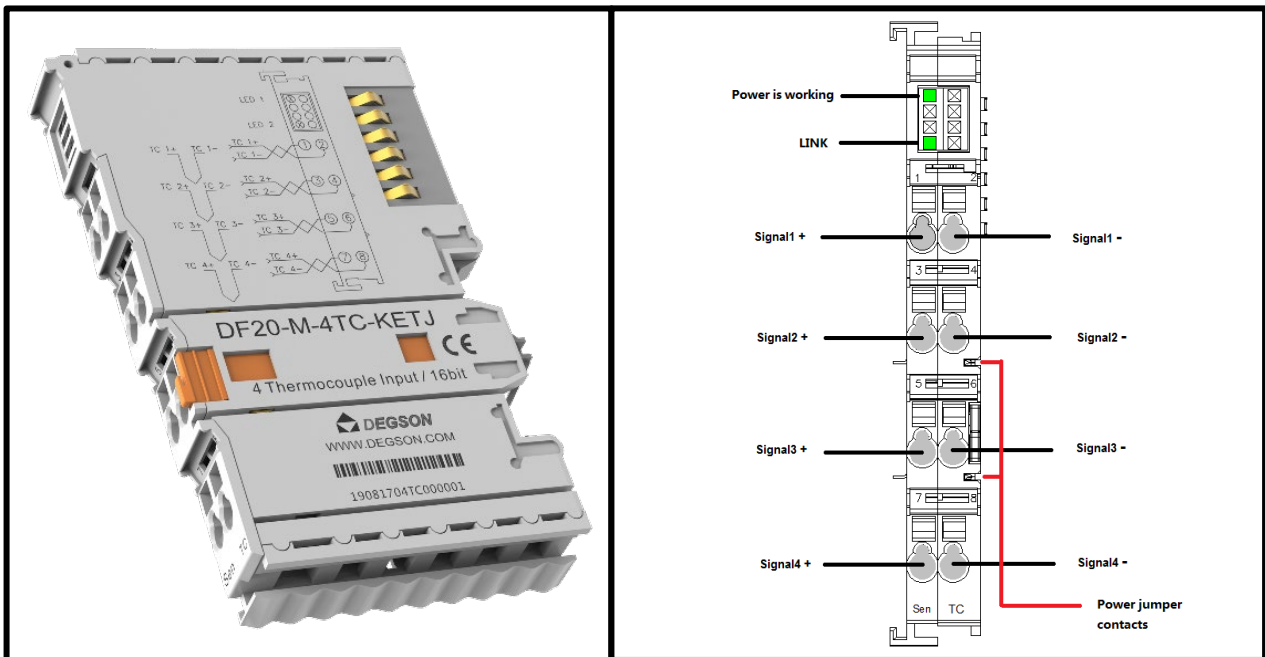 LED 1
LED 2
TC 1+ TC 1- TC 1+ ① ②
TC 1-
TC 2+ TC 2- TC 2+ ③ ④
TC 2-
TC 3+ TC 3- TC 3+ ⑤ ⑥
TC 3-
TC 4+ TC 4- TC 4+ ⑦ ⑧
TC 4-
DF20-M-4TC-KETJ
CE
4 Thermocouple Input / 16bit
DEGSON
WWW.DEGSON.COM
19081704TC000001
Sen TC
Power is working
LINK
1 2
Signal1 + Signal1 -
3 4
Signal2 + Signal2 -
5 6
Signal3 + Signal3 -
7 8
Signal4 + Signal4 -
Sen TC
Power jumper
contacts